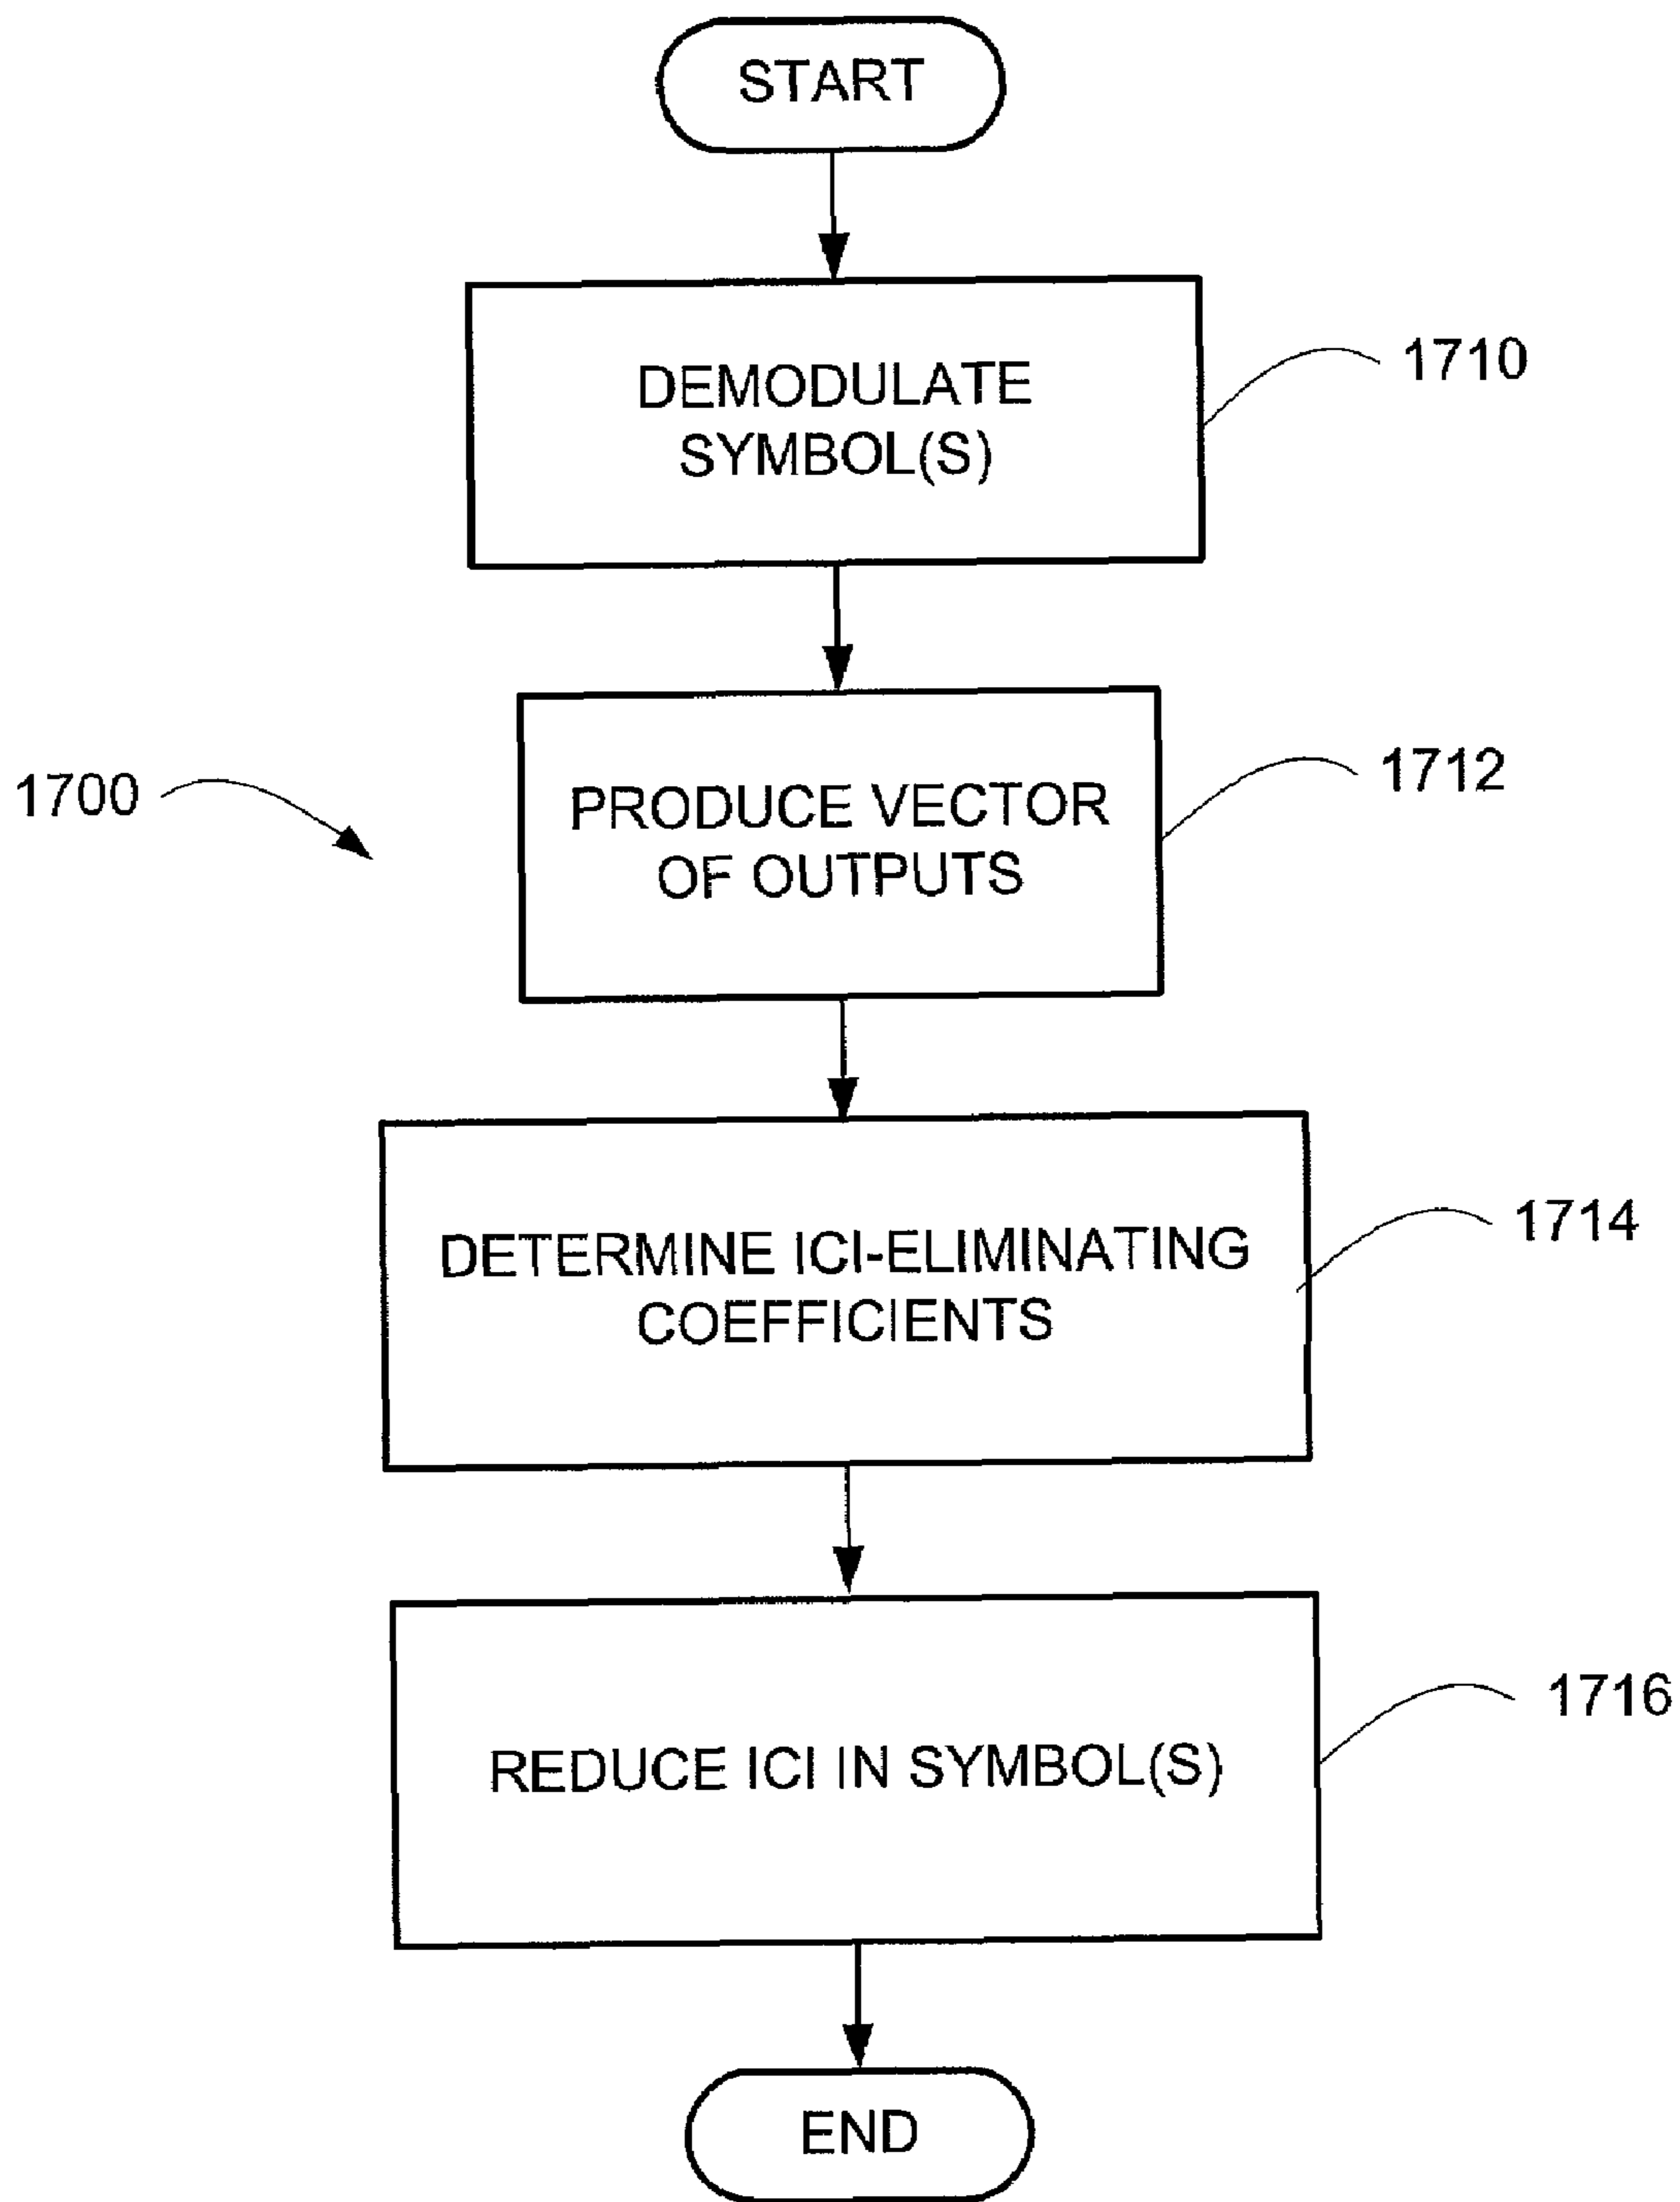 START
DEMODULATE
SYMBOL(S)
1710
PRODUCE VECTOR
OF OUTPUTS
1712
1700
DETERMINE ICI-ELIMINATING
COEFFICIENTS
1714
REDUCE ICI IN SYMBOL(S)
1716
END